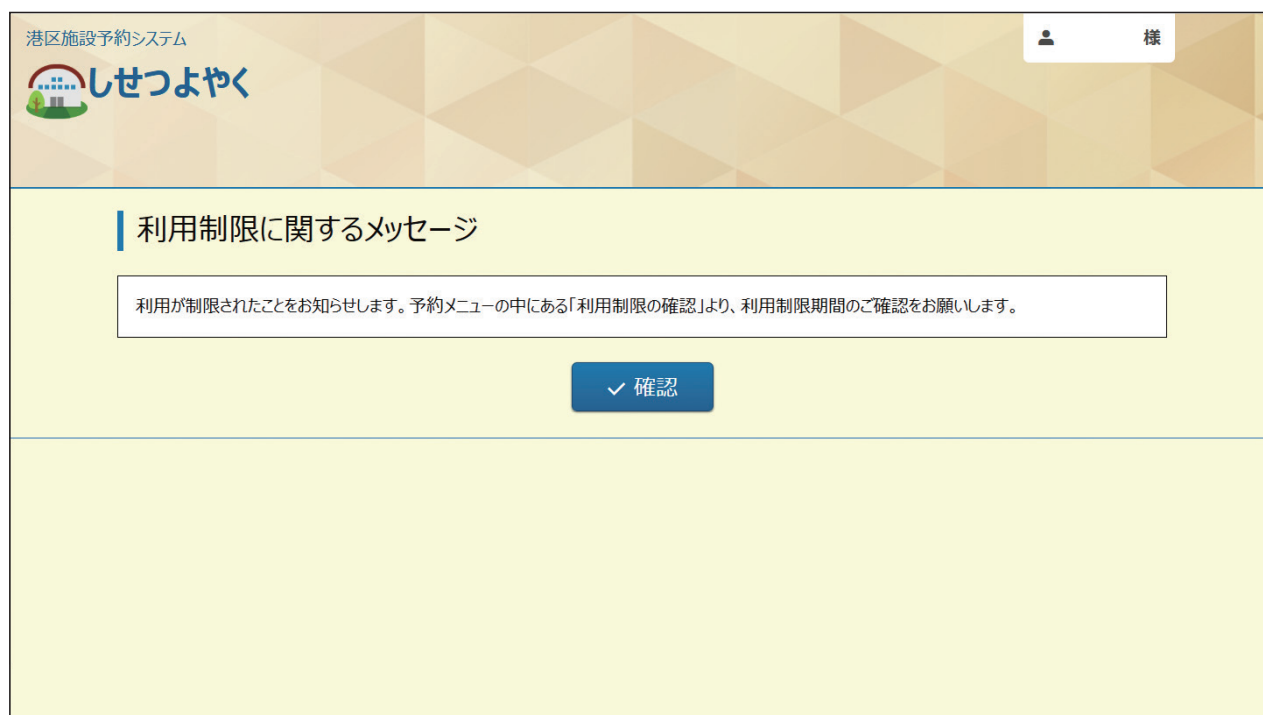 港区施設予約システム
様
しせつよやく
利用制限に関するメッセージ
利用が制限されたことをお知らせします。予約メニューの中にある「利用制限の確認」より、利用制限期間のご確認をお願いします。
確認